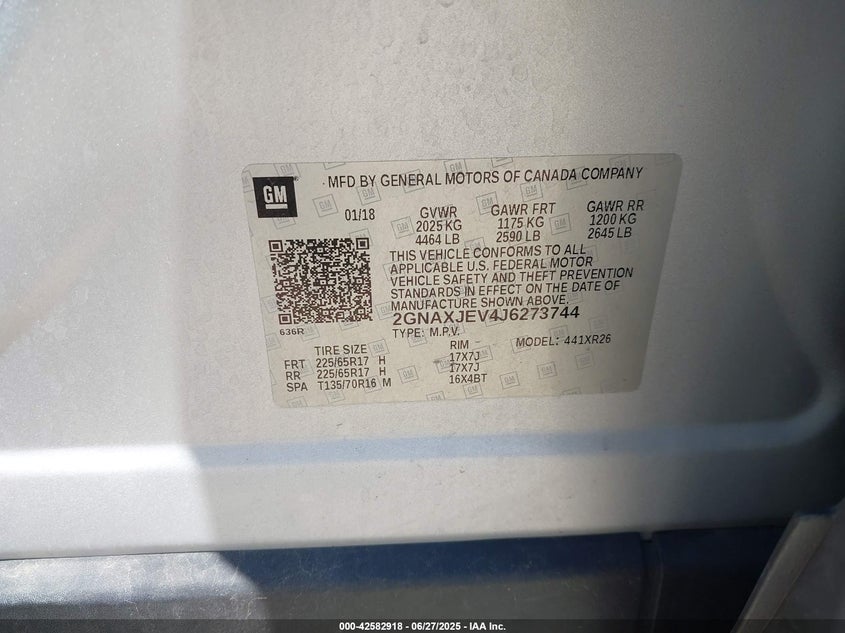 GM
MFD BY GENERAL MOTORS OF CANADA COMPANY
01/18 GVWR GAWR FRT GAWR RR
2025 KG 1175 KG 1200 KG
4464 LB 2590 LB 2645 LB
THIS VEHICLE CONFORMS TO ALL
APPLICABLE U.S. FEDERAL MOTOR
VEHICLE SAFETY AND THEFT PREVENTION
STANDARDS IN EFFECT ON THE DATE OF
MANUFACTURE SHOWN ABOVE.
2GNAXJEV4J6273744
636R
TYPE: M.P.V. MODEL: 441XR26
TIRE SIZE RIM
FRT 225/65R17 H 17X7J
RR 225/65R17 H 17X7J
SPA T135/70R16 M 16X4BT
000-42582918 - 06/27/2025 - IAA Inc.